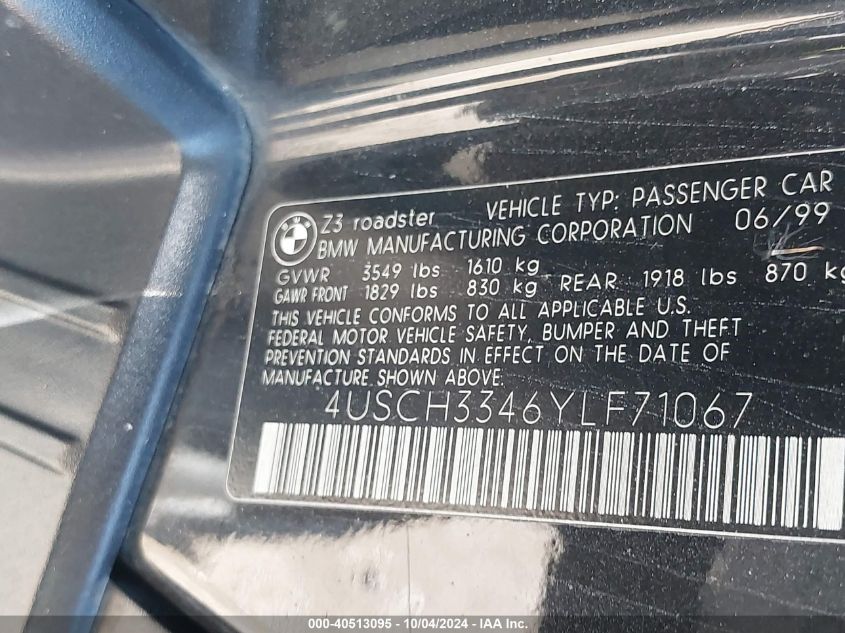 BMW
Z3 roadster VEHICLE TYP: PASSENGER CAR
BMW MANUFACTURING CORPORATION 06/99
GVWR 3549 lbs 1610 kg
GAWR FRONT 1829 lbs 830 kg REAR 1918 lbs 870 kg
THIS VEHICLE CONFORMS TO ALL APPLICABLE U.S.
FEDERAL MOTOR VEHICLE SAFETY, BUMPER AND THEFT
PREVENTION STANDARDS IN EFFECT ON THE DATE OF
MANUFACTURE SHOWN ABOVE.
4USCH3346YLF71067
000-40513095 - 10/04/2024 - IAA Inc.